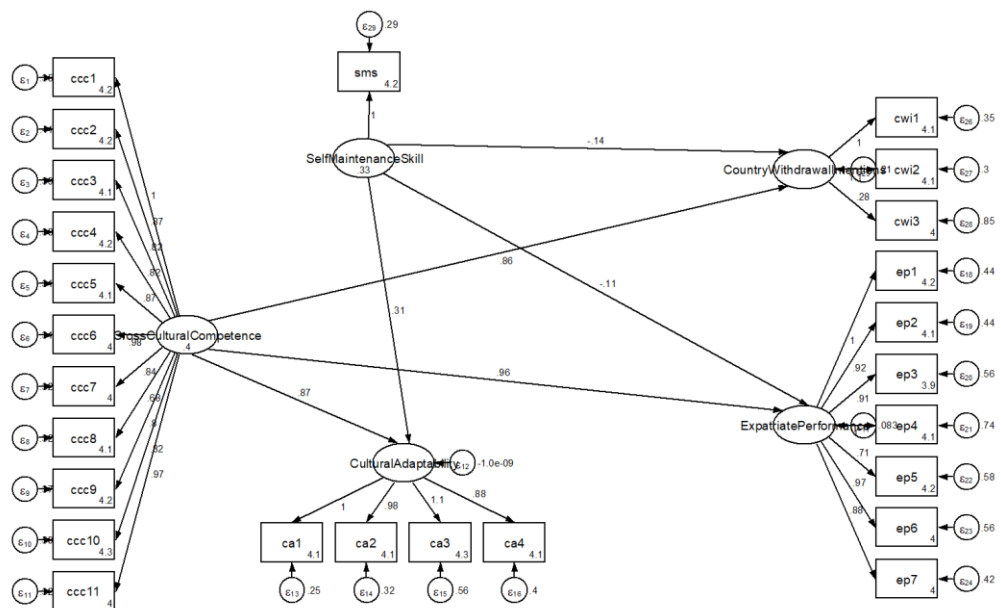 ε29 .29
sms
4.2
1
SelfMaintenanceSkill
.33
ε1
ccc1
4.2
ε2
ccc2
4.2
ε3
ccc3
4.1
ε4
ccc4
4.2
ε5
ccc5
4.1
ε6
ccc6
4
ε7
ccc7
4
ε8
ccc8
4.1
ε9
ccc9
4.2
ε10
ccc10
4.3
ε11
ccc11
4
1
.87
.82
.82
.87
.98
.84
.68
.82
.97
CrossCulturalCompetence
4
-.14
.86
-.11
.31
.96
.87
CountryWithdrawalIntentions
cwi1
4.1
ε26 .35
cwi2
4.1
ε27 .3
cwi3
4
ε28 .85
1
.28
ExpatriatePerformance
.083
ep1
4.2
ε18 .44
ep2
4.1
ε19 .44
ep3
3.9
ε20 .56
ep4
4.1
ε21 .74
ep5
4.2
ε22 .58
ep6
4
ε23 .56
ep7
4
ε24 .42
1
.92
.91
.71
.97
.88
CulturalAdaptability
ε12 -1.0e-09
1
.98
1.1
.88
ca1
4.1
ca2
4.1
ca3
4.3
ca4
4.1
ε13 .25
ε14 .32
ε15 .56
ε16 .4